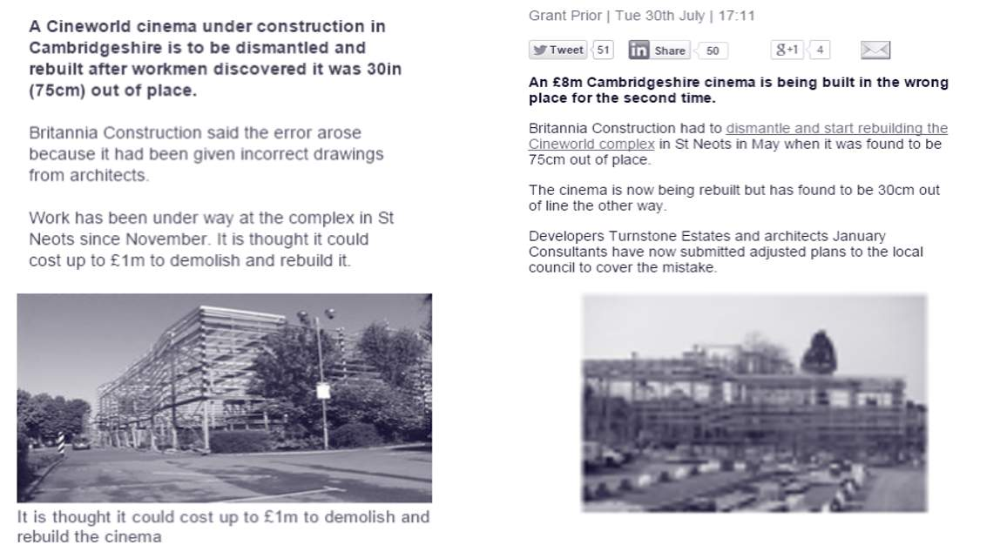 A Cineworld cinema under construction in
Cambridgeshire is to be dismantled and
rebuilt after workmen discovered it was 30in
(75cm) out of place.
Britannia Construction said the error arose
because it had been given incorrect drawings
from architects.
Work has been under way at the complex in St
Neots since November. It is thought it could
cost up to £1m to demolish and rebuild it.
It is thought it could cost up to £1m to demolish and
rebuild the cinema
Grant Prior | Tue 30th July | 17:11
Tweet 51 in Share 50 g+1 4
An £8m Cambridgeshire cinema is being built in the wrong
place for the second time.
Britannia Construction had to dismantle and start rebuilding the
Cineworld complex in St Neots in May when it was found to be
75cm out of place.
The cinema is now being rebuilt but has found to be 30cm out
of line the other way.
Developers Turnstone Estates and architects January
Consultants have now submitted adjusted plans to the local
council to cover the mistake.